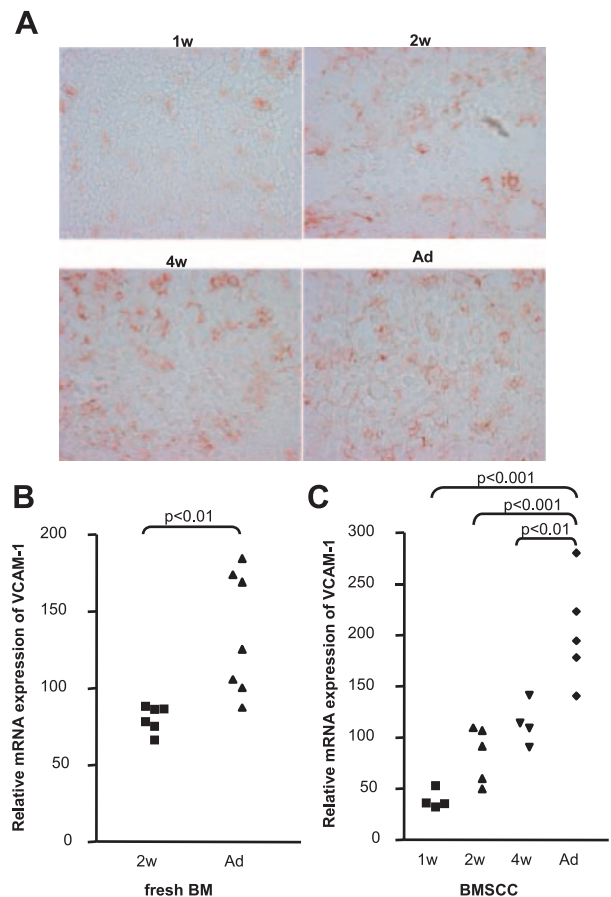 A
1w
2w
4w
Ad
B
p<0.01
Relative mRNA expression of VCAM-1
200
150
100
50
0
2w
Ad
fresh BM
C
p<0.001
p<0.001
p<0.01
Relative mRNA expression of VCAM-1
300
250
200
150
100
50
0
1w
2w
4w
Ad
BMSCC